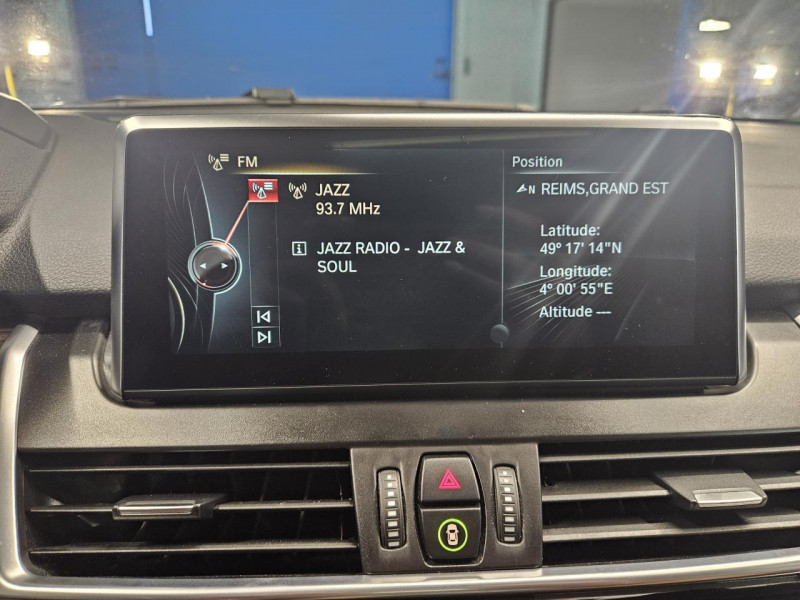 FM
JAZZ
93.7 MHz
i JAZZ RADIO - JAZZ &
SOUL
Position
N REIMS,GRAND EST
Latitude:
49° 17' 14"N
Longitude:
4° 00' 55"E
Altitude ---